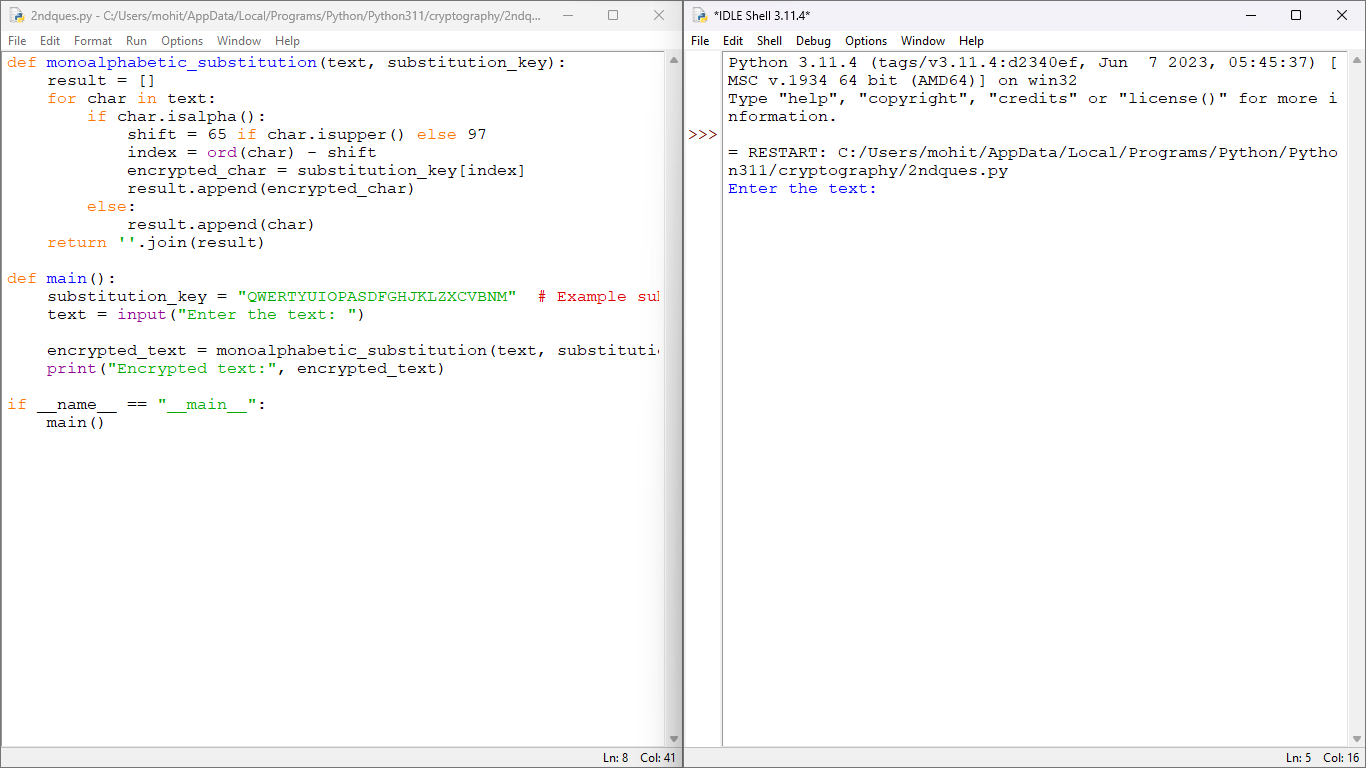 2ndques.py - C:/Users/mohit/AppData/Local/Programs/Python/Python311/cryptography/2ndq...
File Edit Format Run Options Window Help
def monoalphabetic_substitution(text, substitution_key):
    result = []
    for char in text:
        if char.isalpha():
            shift = 65 if char.isupper() else 97
            index = ord(char) - shift
            encrypted_char = substitution_key[index]
            result.append(encrypted_char)
        else:
            result.append(char)
    return ''.join(result)
def main():
    substitution_key = "QWERTYUIOPASDFGHJKLZXCVBNM"  # Example su
    text = input("Enter the text: ")
    encrypted_text = monoalphabetic_substitution(text, substituti
    print("Encrypted text:", encrypted_text)
if __name__ == "__main__":
    main()
Ln: 8 Col: 41
*IDLE Shell 3.11.4*
File Edit Shell Debug Options Window Help
Python 3.11.4 (tags/v3.11.4:d2340ef, Jun  7 2023, 05:45:37) [
MSC v.1934 64 bit (AMD64)] on win32
Type "help", "copyright", "credits" or "license()" for more i
nformation.
>>>
= RESTART: C:/Users/mohit/AppData/Local/Programs/Python/Pytho
n311/cryptography/2ndques.py
Enter the text:
Ln: 5 Col: 16